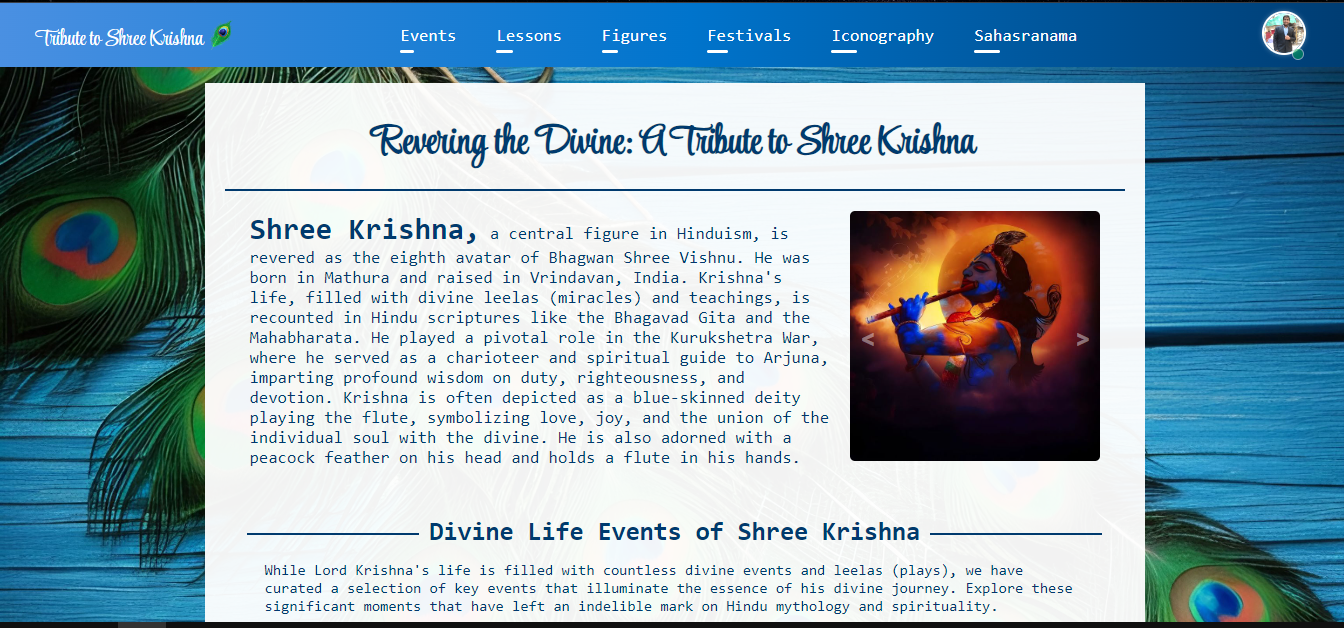 Tribute to Shree Krishna
Events Lessons Figures Festivals Iconography Sahasranama
Revering the Divine: A Tribute to Shree Krishna
Shree Krishna, a central figure in Hinduism, is
revered as the eighth avatar of Bhagwan Shree Vishnu. He was
born in Mathura and raised in Vrindavan, India. Krishna's
life, filled with divine leelas (miracles) and teachings, is
recounted in Hindu scriptures like the Bhagavad Gita and the
Mahabharata. He played a pivotal role in the Kurukshetra War,
where he served as a charioteer and spiritual guide to Arjuna,
imparting profound wisdom on duty, righteousness, and
devotion. Krishna is often depicted as a blue-skinned deity
playing the flute, symbolizing love, joy, and the union of the
individual soul with the divine. He is also adorned with a
peacock feather on his head and holds a flute in his hands.
< >
Divine Life Events of Shree Krishna
While Lord Krishna's life is filled with countless divine events and leelas (plays), we have
curated a selection of key events that illuminate the essence of his divine journey. Explore these
significant moments that have left an indelible mark on Hindu mythology and spirituality.